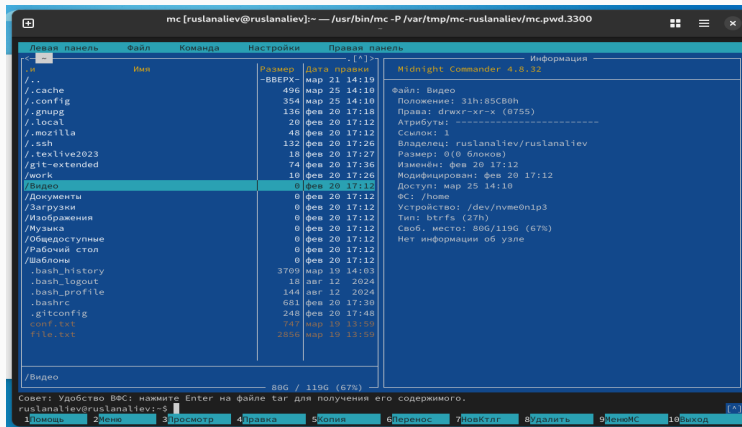 mc [ruslanaliev@ruslanaliev]:~ — /usr/bin/mc -P /var/tmp/mc-ruslanaliev/mc.pwd.3300
Левая панель Файл Команда Настройки Правая панель
.и Имя Размер Дата правки
/.. -ВВЕРХ- мар 21 14:19
/.cache 496 мар 25 14:10
/.config 354 мар 25 14:10
/.gnupg 136 фев 20 17:18
/.local 20 фев 20 17:12
/.mozilla 48 фев 20 17:12
/.ssh 132 фев 20 17:26
/.texlive2023 18 фев 20 17:27
/git-extended 74 фев 20 17:36
/work 10 фев 20 17:26
/Видео 0 фев 20 17:12
/Документы 0 фев 20 17:12
/Загрузки 0 фев 20 17:12
/Изображения 0 фев 20 17:12
/Музыка 0 фев 20 17:12
/Общедоступные 0 фев 20 17:12
/Рабочий стол 0 фев 20 17:12
/Шаблоны 0 фев 20 17:12
.bash_history 3709 мар 19 14:03
.bash_logout 18 авг 12 2024
.bash_profile 144 авг 12 2024
.bashrc 681 фев 20 17:30
.gitconfig 248 фев 20 17:48
conf.txt 747 мар 19 13:59
file.txt 2856 мар 19 13:59
/Видео
80G / 119G (67%)
Информация
Midnight Commander 4.8.32
Файл: Видео
Положение: 31h:85CB0h
Права: drwxr-xr-x (0755)
Атрибуты: -------------------------
Ссылок: 1
Владелец: ruslanaliev/ruslanaliev
Размер: 0(0 блоков)
Изменён: фев 20 17:12
Модифицирован: фев 20 17:12
Доступ: мар 25 14:10
ФС: /home
Устройство: /dev/nvme0n1p3
Тип: btrfs (27h)
Своб. место: 80G/119G (67%)
Нет информации об узле
Совет: Удобство ВФС: нажмите Enter на файле tar для получения его содержимого.
ruslanaliev@ruslanaliev:~$ [^]
1Помощь 2Меню 3Просмотр 4Правка 5Копия 6Перенос 7НовКтлг 8Удалить 9МенюMC 10Выход